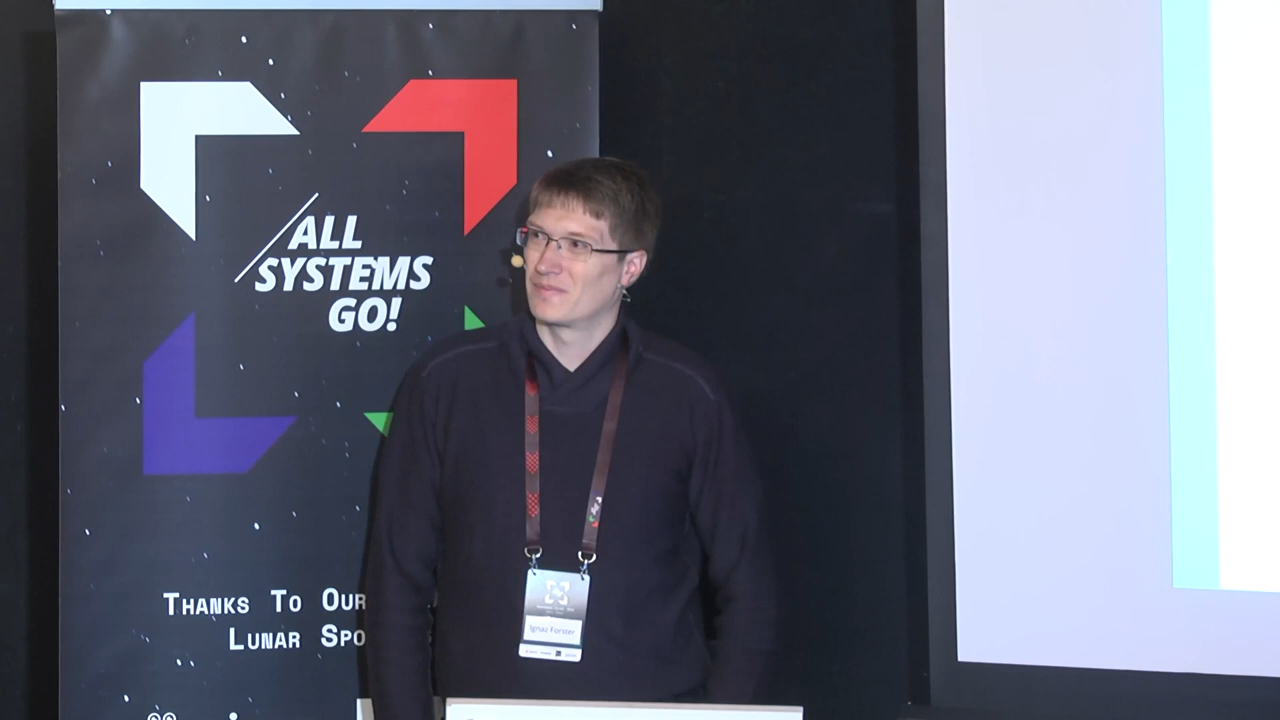 ALL
SYSTEMS
GO!
THANKS TO OUR
LUNAR SPO
Ignaz Forster